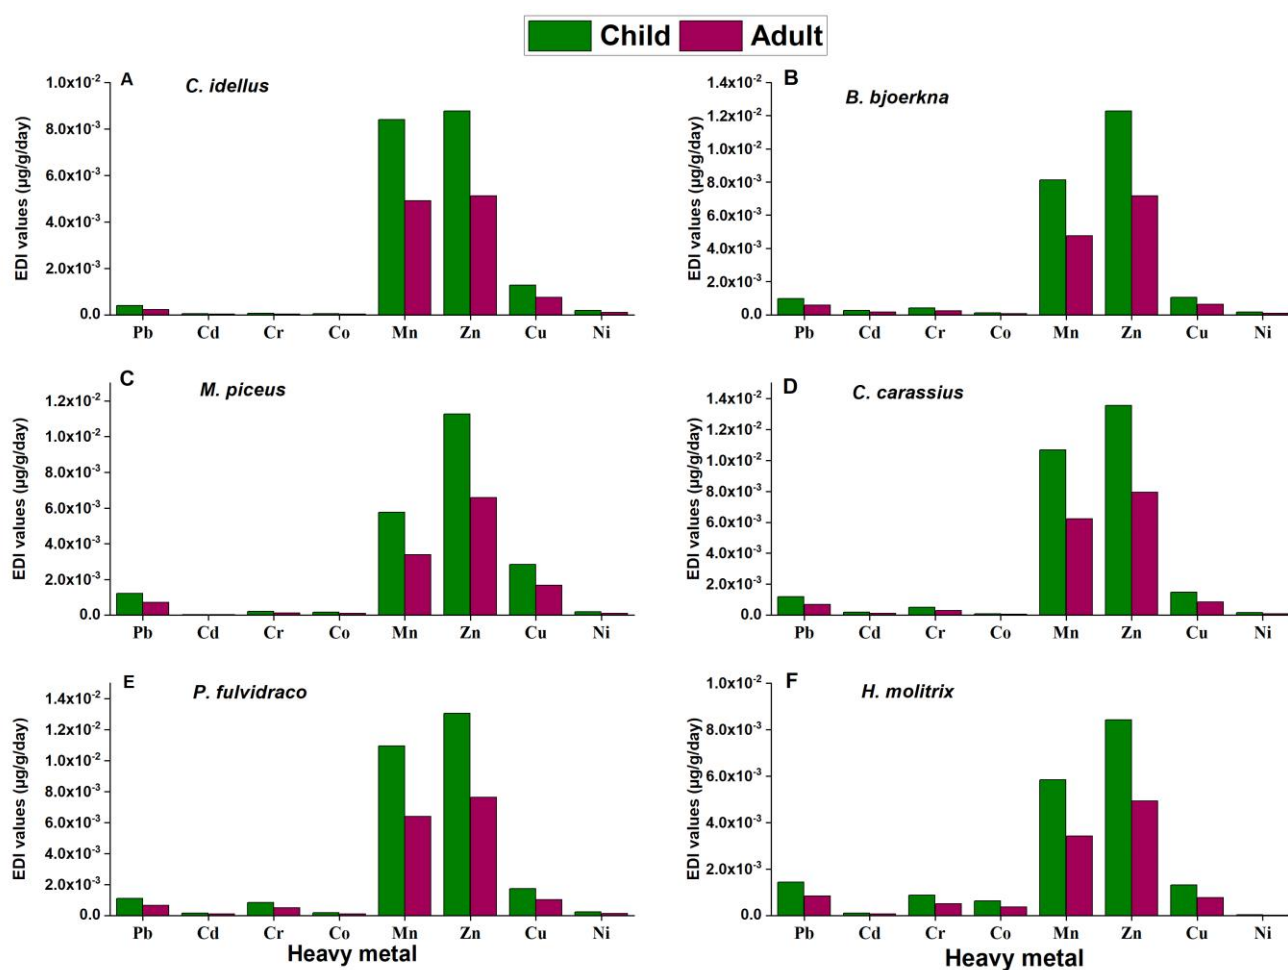 Child Adult
A
C. idellus
EDI values (µg/g/day)
1.0x10⁻²
8.0x10⁻³
6.0x10⁻³
4.0x10⁻³
2.0x10⁻³
0.0
Pb Cd Cr Co Mn Zn Cu Ni
B
B. bjoerkna
EDI values (µg/g/day)
1.4x10⁻²
1.2x10⁻²
1.0x10⁻²
8.0x10⁻³
6.0x10⁻³
4.0x10⁻³
2.0x10⁻³
0.0
Pb Cd Cr Co Mn Zn Cu Ni
C
M. piceus
EDI values (µg/g/day)
1.2x10⁻²
1.0x10⁻²
8.0x10⁻³
6.0x10⁻³
4.0x10⁻³
2.0x10⁻³
0.0
Pb Cd Cr Co Mn Zn Cu Ni
D
C. carassius
EDI values (µg/g/day)
1.4x10⁻²
1.2x10⁻²
1.0x10⁻²
8.0x10⁻³
6.0x10⁻³
4.0x10⁻³
2.0x10⁻³
0.0
Pb Cd Cr Co Mn Zn Cu Ni
E
P. fulvidraco
EDI values (µg/g/day)
1.4x10⁻²
1.2x10⁻²
1.0x10⁻²
8.0x10⁻³
6.0x10⁻³
4.0x10⁻³
2.0x10⁻³
0.0
Pb Cd Cr Co Mn Zn Cu Ni
Heavy metal
F
H. molitrix
EDI values (µg/g/day)
1.0x10⁻²
8.0x10⁻³
6.0x10⁻³
4.0x10⁻³
2.0x10⁻³
0.0
Pb Cd Cr Co Mn Zn Cu Ni
Heavy metal